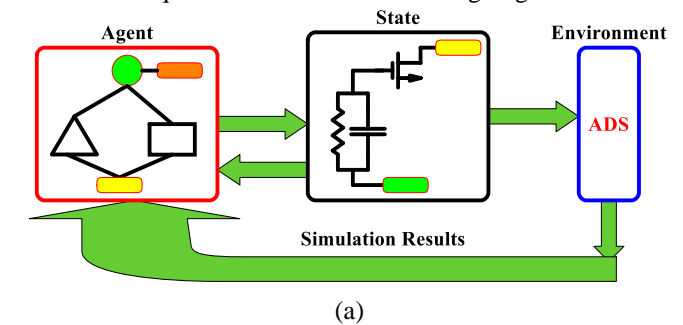 State
Agent
Environment
ADS
Simulation Results
(a)